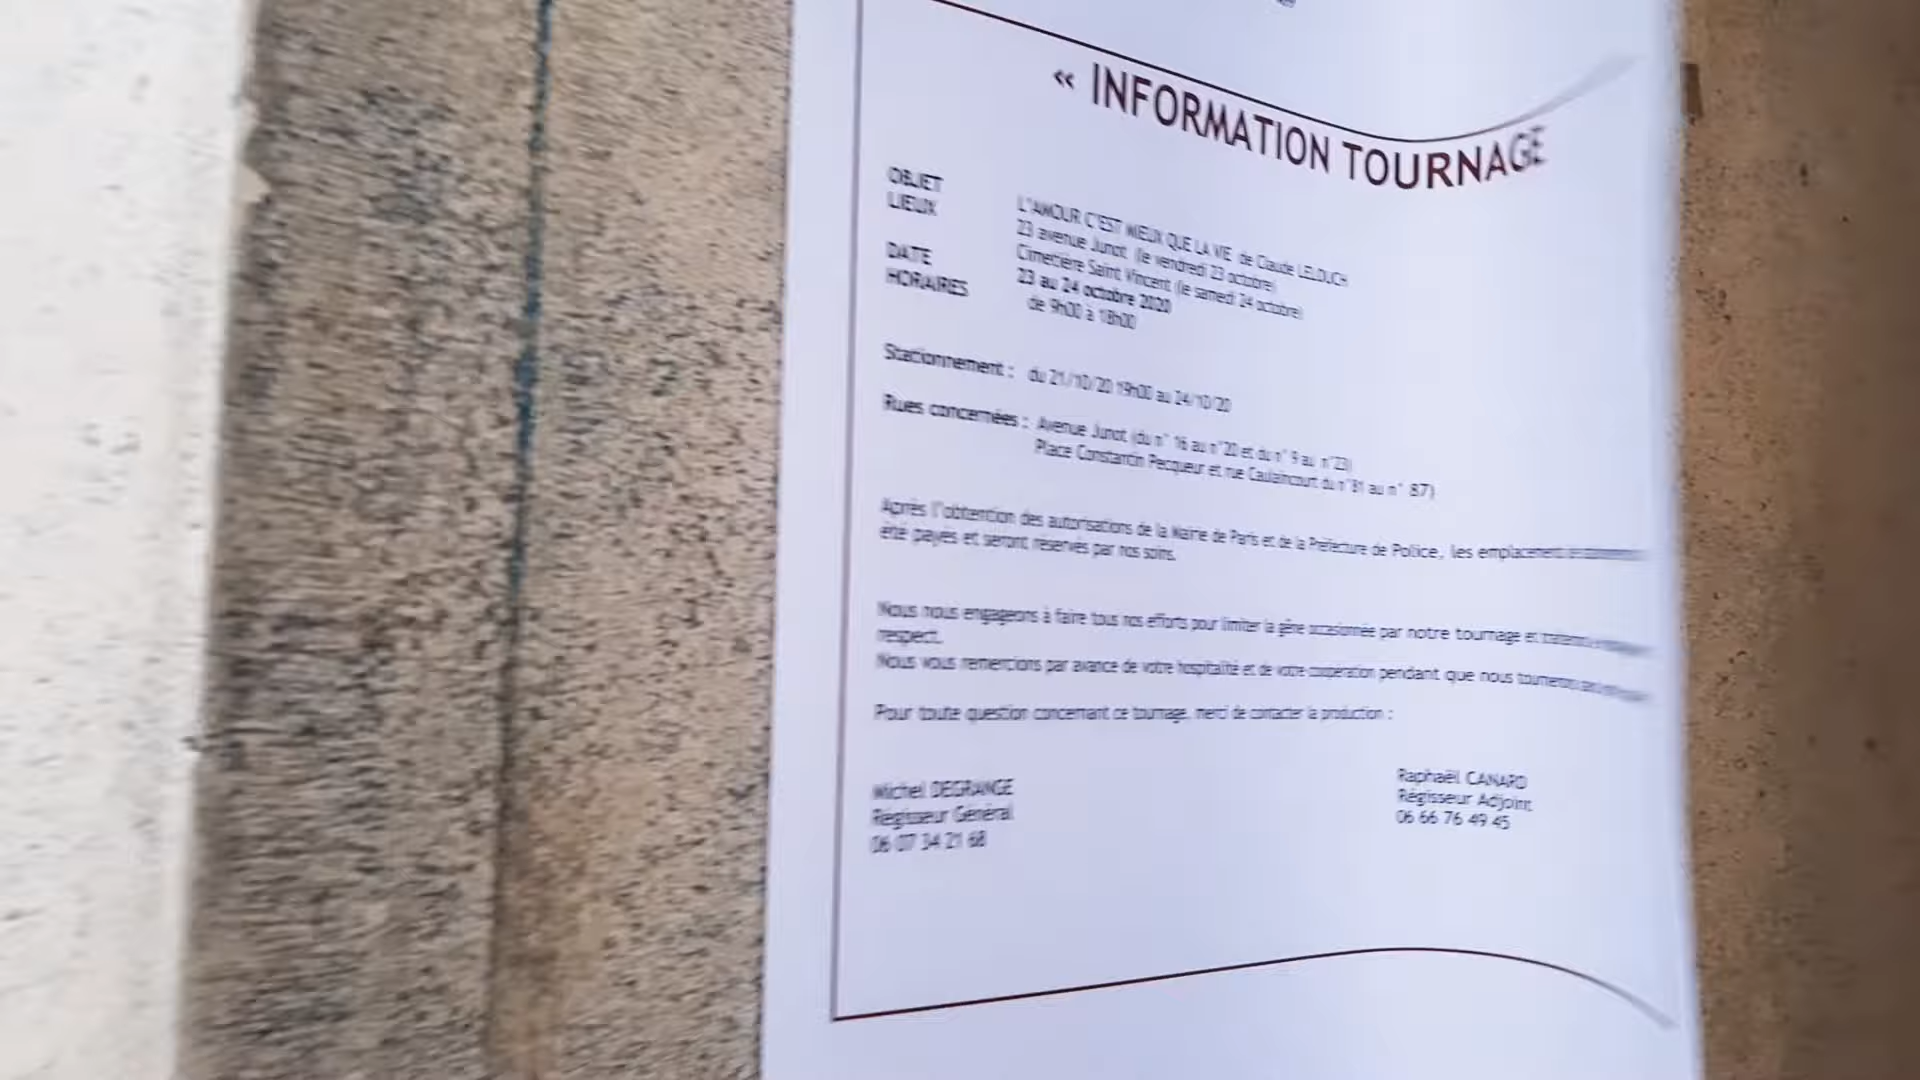 « INFORMATION TOURNAGE
OBJET L'AMOUR C'EST MIEUX QUE LA VIE de Claude LELOUCH
LIEUX 23 avenue Junot (le vendredi 23 octobre)
Cimetière Saint Vincent (le samedi 24 octobre)
DATE 23 au 24 octobre 2020
HORAIRES de 9h00 à 18h00
Stationnement : du 21/10/20 19h00 au 24/10/20
Rues concernées : Avenue Junot (du n° 16 au n°20 et du n° 9 au n°23)
Place Constantin Pecqueur et rue Caulaincourt du n°81 au n° 87)
Après l'obtention des autorisations de la Mairie de Paris et de la Préfecture de Police, les emplacement
été payés et seront réservés par nos soins.
Nous nous engageons à faire tous nos efforts pour limiter la gêne occasionnée par notre tournage et
respect.
Nous vous remercions par avance de votre hospitalité et de votre coopération pendant que nous tournerons
Pour toute question concernant ce tournage, merci de contacter la production :
Michel DEGRANGE
Régisseur Général
06 07 34 21 68
Raphaël CANARD
Régisseur Adjoint
06 66 76 49 45